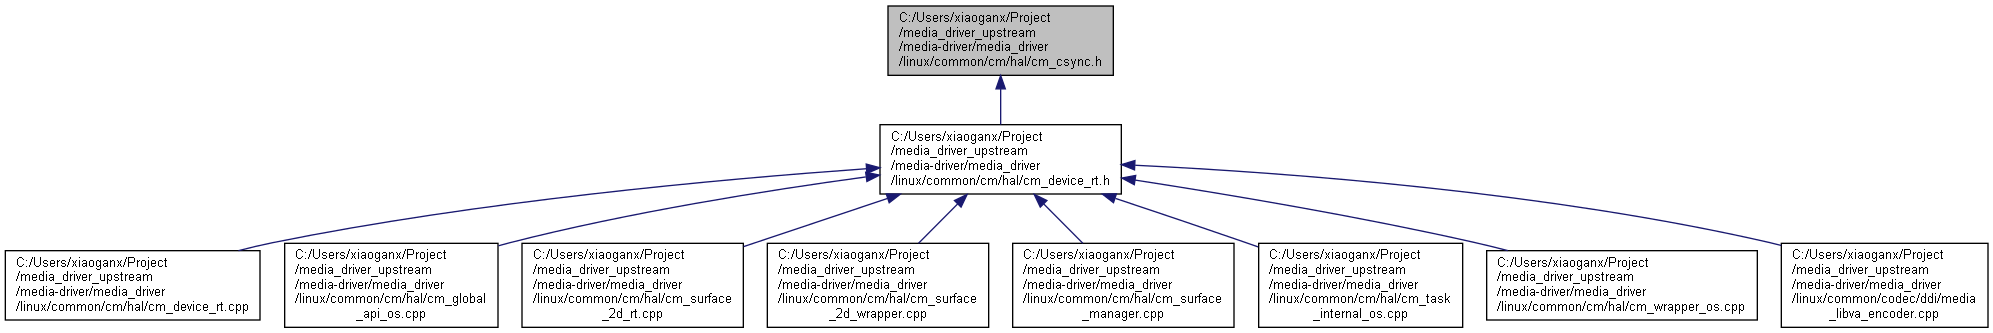 C:/Users/xiaoganx/Project
/media_driver_upstream
/media-driver/media_driver
/linux/common/cm/hal/cm_csync.h
C:/Users/xiaoganx/Project
/media_driver_upstream
/media-driver/media_driver
/linux/common/cm/hal/cm_device_rt.h
C:/Users/xiaoganx/Project
/media_driver_upstream
/media-driver/media_driver
/linux/common/cm/hal/cm_device_rt.cpp
C:/Users/xiaoganx/Project
/media_driver_upstream
/media-driver/media_driver
/linux/common/cm/hal/cm_global
_api_os.cpp
C:/Users/xiaoganx/Project
/media_driver_upstream
/media-driver/media_driver
/linux/common/cm/hal/cm_surface
_2d_rt.cpp
C:/Users/xiaoganx/Project
/media_driver_upstream
/media-driver/media_driver
/linux/common/cm/hal/cm_surface
_2d_wrapper.cpp
C:/Users/xiaoganx/Project
/media_driver_upstream
/media-driver/media_driver
/linux/common/cm/hal/cm_surface
_manager.cpp
C:/Users/xiaoganx/Project
/media_driver_upstream
/media-driver/media_driver
/linux/common/cm/hal/cm_task
_internal_os.cpp
C:/Users/xiaoganx/Project
/media_driver_upstream
/media-driver/media_driver
/linux/common/cm/hal/cm_wrapper_os.cpp
C:/Users/xiaoganx/Project
/media_driver_upstream
/media-driver/media_driver
/linux/common/codec/ddi/media
_libva_encoder.cpp